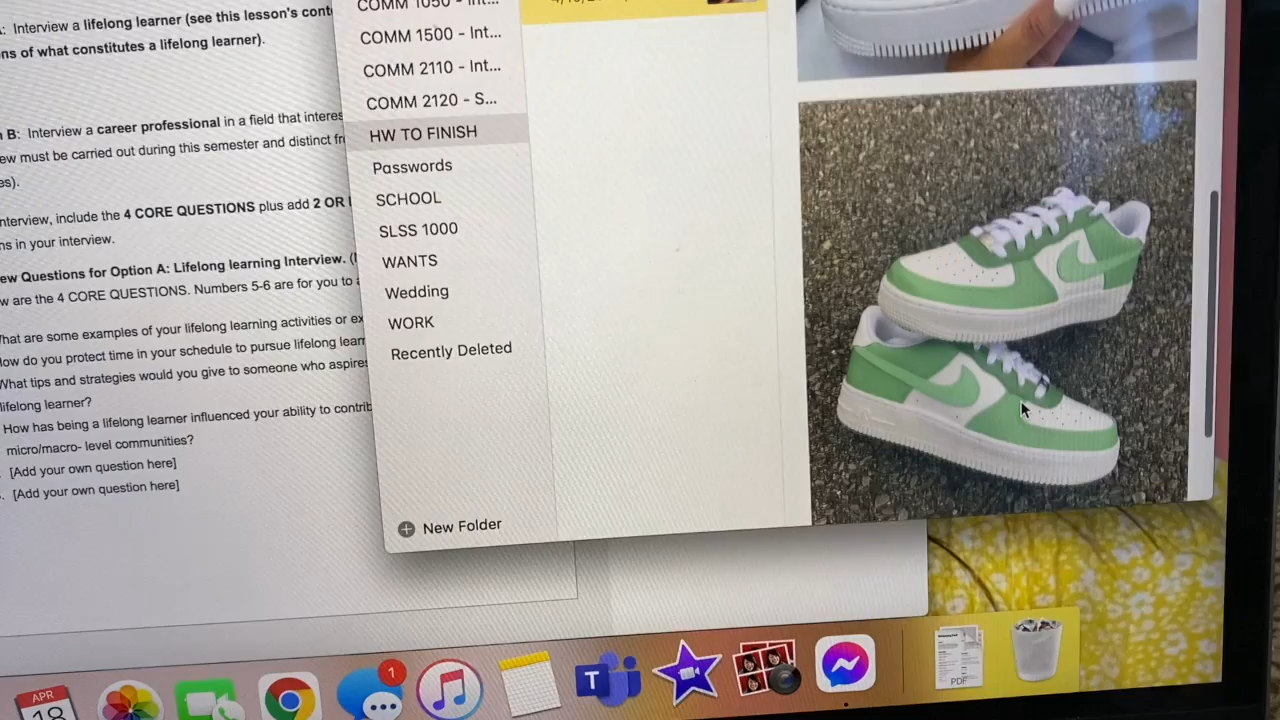 : Interview a lifelong learner (see this lesson's cont
ns of what constitutes a lifelong learner).
B: Interview a career professional in a field that interes
ew must be carried out during this semester and distinct fr
es).
nterview, include the 4 CORE QUESTIONS plus add 2 OR
ns in your interview.
ew Questions for Option A: Lifelong learning Interview. (
w are the 4 CORE QUESTIONS. Numbers 5-6 are for you to a
hat are some examples of your lifelong learning activities or ex
ow do you protect time in your schedule to pursue lifelong lear
What tips and strategies would you give to someone who aspires
lifelong learner?
How has being a lifelong learner influenced your ability to contrib
micro/macro- level communities?
[Add your own question here]
[Add your own question here]
COMM 1050 - Int...
COMM 1500 - Int...
COMM 2110 - Int...
COMM 2120 - S...
HW TO FINISH
Passwords
SCHOOL
SLSS 1000
WANTS
Wedding
WORK
Recently Deleted
New Folder
APR
18
1
T
PDF